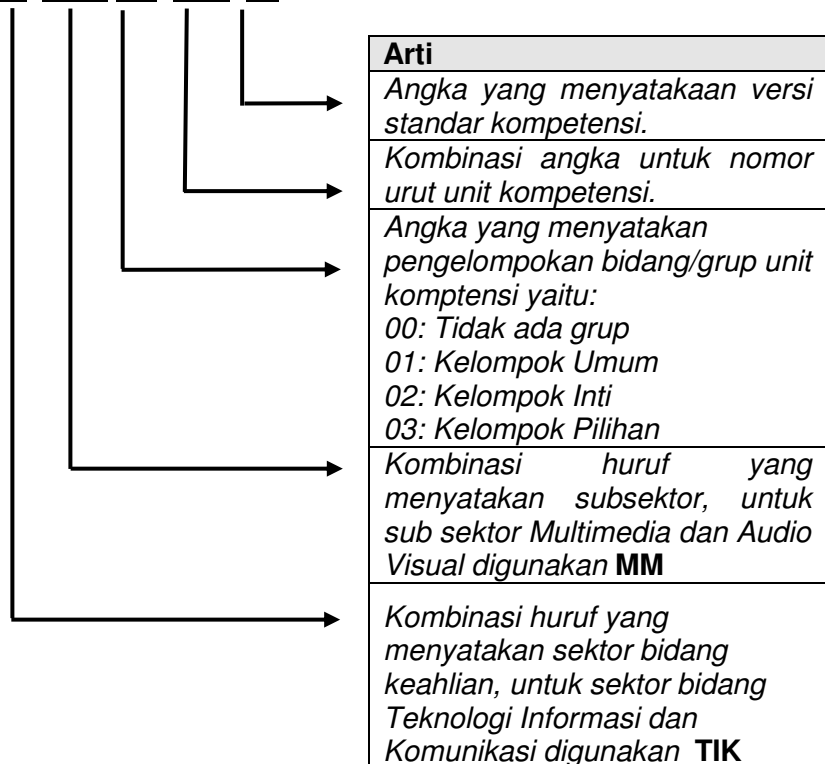 Arti
Angka yang menyatakaan versi
standar kompetensi.
Kombinasi angka untuk nomor
urut unit kompetensi.
Angka yang menyatakan
pengelompokan bidang/grup unit
komptensi yaitu:
00: Tidak ada grup
01: Kelompok Umum
02: Kelompok Inti
03: Kelompok Pilihan
Kombinasi huruf yang
menyatakan subsektor, untuk
sub sektor Multimedia dan Audio
Visual digunakan MM
Kombinasi huruf yang
menyatakan sektor bidang
keahlian, untuk sektor bidang
Teknologi Informasi dan
Komunikasi digunakan TIK